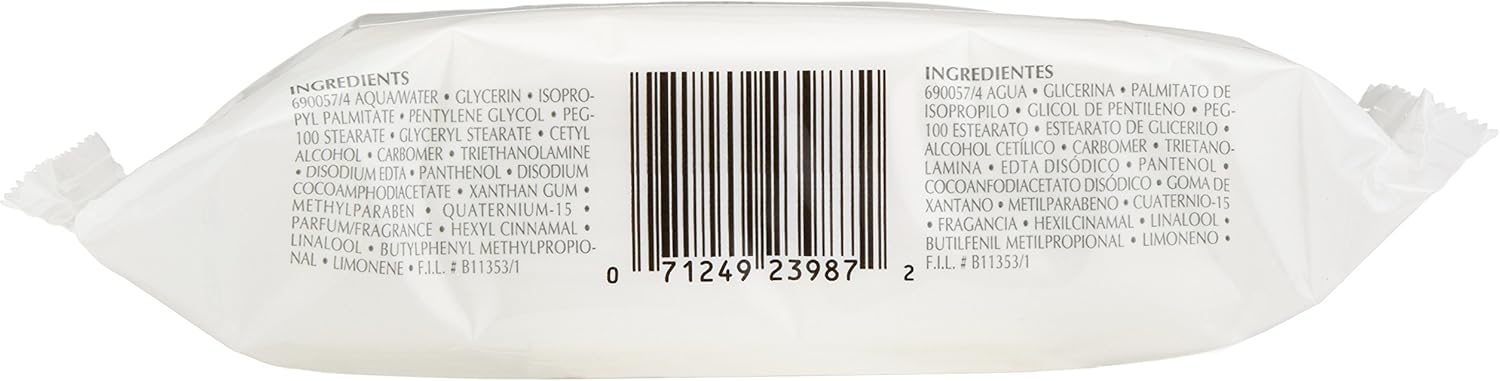 INGREDIENTS
690057/4 AQUA/WATER • GLYCERIN • ISOPRO-
PYL PALMITATE • PENTYLENE GLYCOL • PEG-
100 STEARATE • GLYCERYL STEARATE • CETYL
ALCOHOL • CARBOMER • TRIETHANOLAMINE
• DISODIUM EDTA • PANTHENOL • DISODIUM
COCOAMPHODIACETATE • XANTHAN GUM •
METHYLPARABEN • QUATERNIUM-15 •
PARFUM/FRAGRANCE • HEXYL CINNAMAL •
LINALOOL • BUTYLPHENYL METHYLPROPIO-
NAL • LIMONENE • F.I.L. # B11353/1
0 71249 23987 2
INGREDIENTES
690057/4 AGUA • GLICERINA • PALMITATO DE
ISOPROPILO • GLICOL DE PENTILENO • PEG-
100 ESTEARATO • ESTEARATO DE GLICERILO •
ALCOHOL CETÍLICO • CARBOMER • TRIETANO-
LAMINA • EDTA DISÓDICO • PANTENOL •
COCOANFODIACETATO DISÓDICO • GOMA DE
XANTANO • METILPARABENO • CUATERNIO-15
• FRAGANCIA • HEXILCINAMAL • LINALOOL •
BUTILFENIL METILPROPIONAL • LIMONENO •
F.I.L. # B11353/1